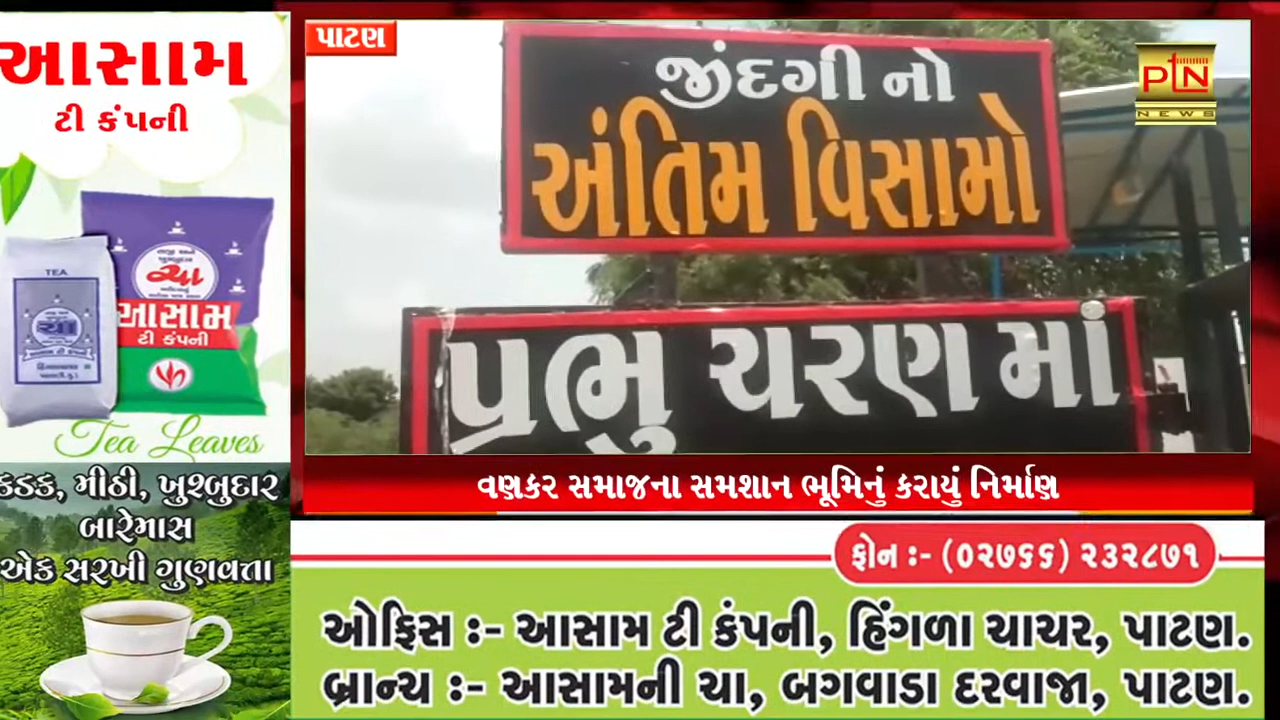 આસામ
ટી કંપની
TEA
ચા
આસામ
ટી કંપની
Tea Leaves
કડક, મીઠી, ખુશ્બુદાર
બારેમાસ
એક સરખી ગુણવત્તા
પાટણ
PtN
NEWS
જીંદગી નો
અંતિમ વિસામો
પ્રભુ ચરણ માં
વણકર સમાજના સમશાન ભૂમિનું કરાયું નિર્માણ
ફોન :- (૦૨૭૬૬) ૨૩૨૮૭૧
ઓફિસ :- આસામ ટી કંપની, હિંગળા ચાચર, પાટણ.
બ્રાન્ચ :- આસામની ચા, બગવાડા દરવાજા, પાટણ.